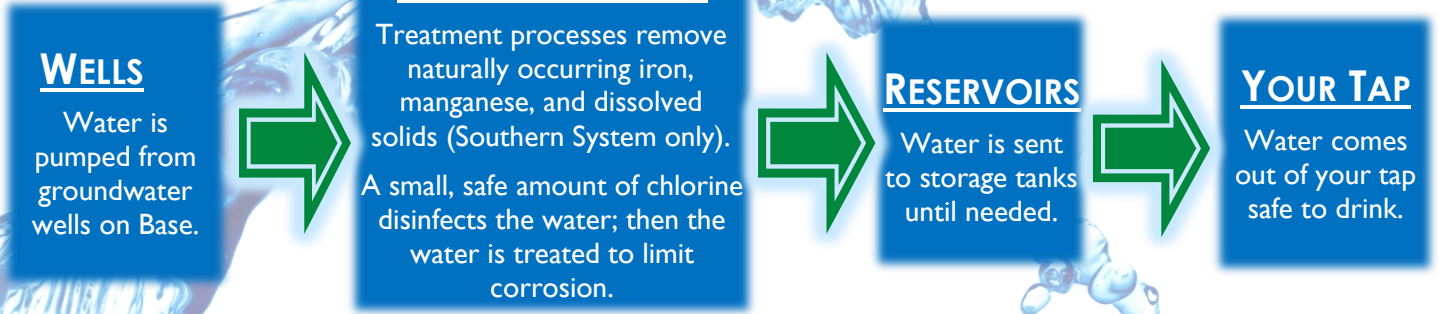 WELLS
Water is
pumped from
groundwater
wells on Base.
Treatment processes remove
naturally occurring iron,
manganese, and dissolved
solids (Southern System only).
A small, safe amount of chlorine
disinfects the water; then the
water is treated to limit
corrosion.
RESERVOIRS
Water is sent
to storage tanks
until needed.
YOUR TAP
Water comes
out of your tap
safe to drink.